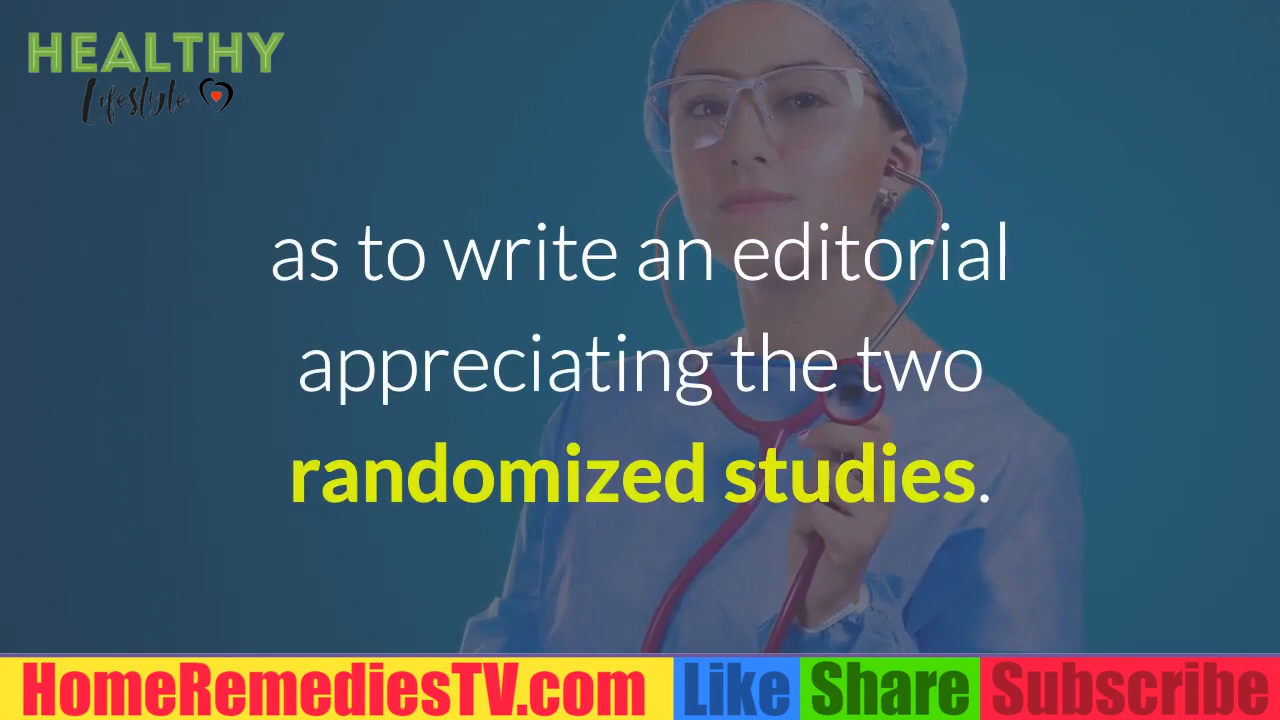 HEALTHY
Lifestyle
as to write an editorial
appreciating the two
randomized studies.
HomeRemediesTV.com Like Share Subscribe